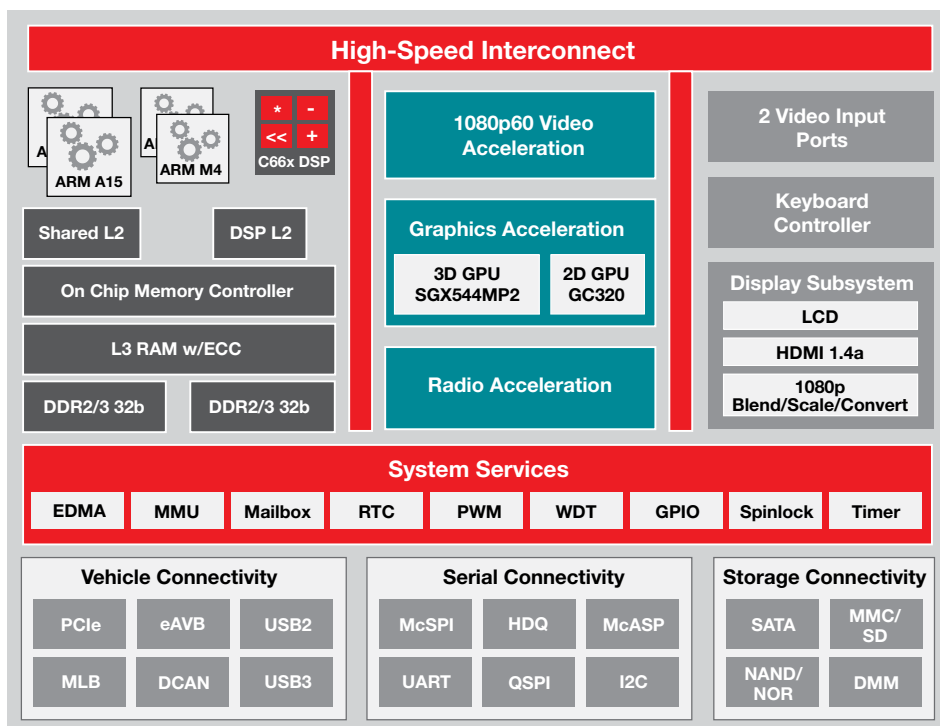 High-Speed Interconnect
A
ARM A15
A
ARM M4
*
-
<<
+
C66x DSP
Shared L2
DSP L2
On Chip Memory Controller
L3 RAM w/ECC
DDR2/3 32b
DDR2/3 32b
1080p60 Video
Acceleration
Graphics Acceleration
3D GPU
SGX544MP2
2D GPU
GC320
Radio Acceleration
2 Video Input
Ports
Keyboard
Controller
Display Subsystem
LCD
HDMI 1.4a
1080p
Blend/Scale/Convert
System Services
EDMA
MMU
Mailbox
RTC
PWM
WDT
GPIO
Spinlock
Timer
Vehicle Connectivity
PCIe
eAVB
USB2
MLB
DCAN
USB3
Serial Connectivity
McSPI
HDQ
McASP
UART
QSPI
I2C
Storage Connectivity
SATA
MMC/
SD
NAND/
NOR
DMM